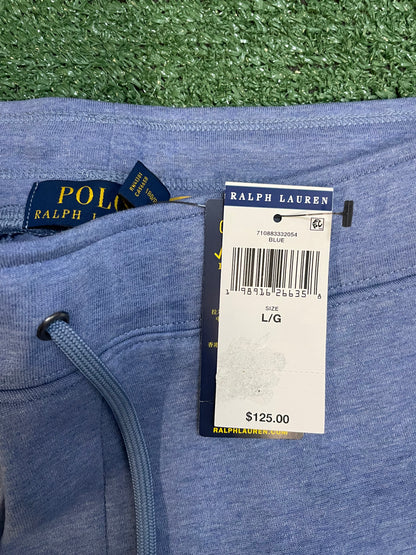 POLO
RALPH L
RALPH LAUREN
710883332054
BLUE
1 98916 26635 8
SIZE
L/G
$125.00
RALPHLAUREN.COM